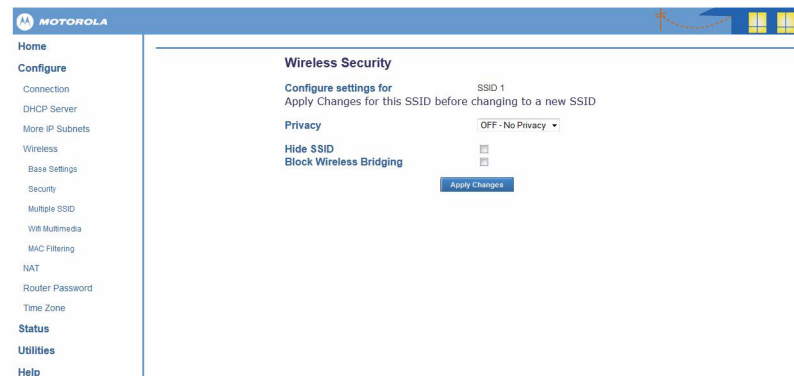 MOTOROLA
Home
Configure
Connection
DHCP Server
More IP Subnets
Wireless
Base Settings
Security
Multiple SSID
Wifi Multimedia
MAC Filtering
NAT
Router Password
Time Zone
Status
Utilities
Help
Wireless Security
Configure settings for SSID 1
Apply Changes for this SSID before changing to a new SSID
Privacy OFF - No Privacy
Hide SSID
Block Wireless Bridging
Apply Changes